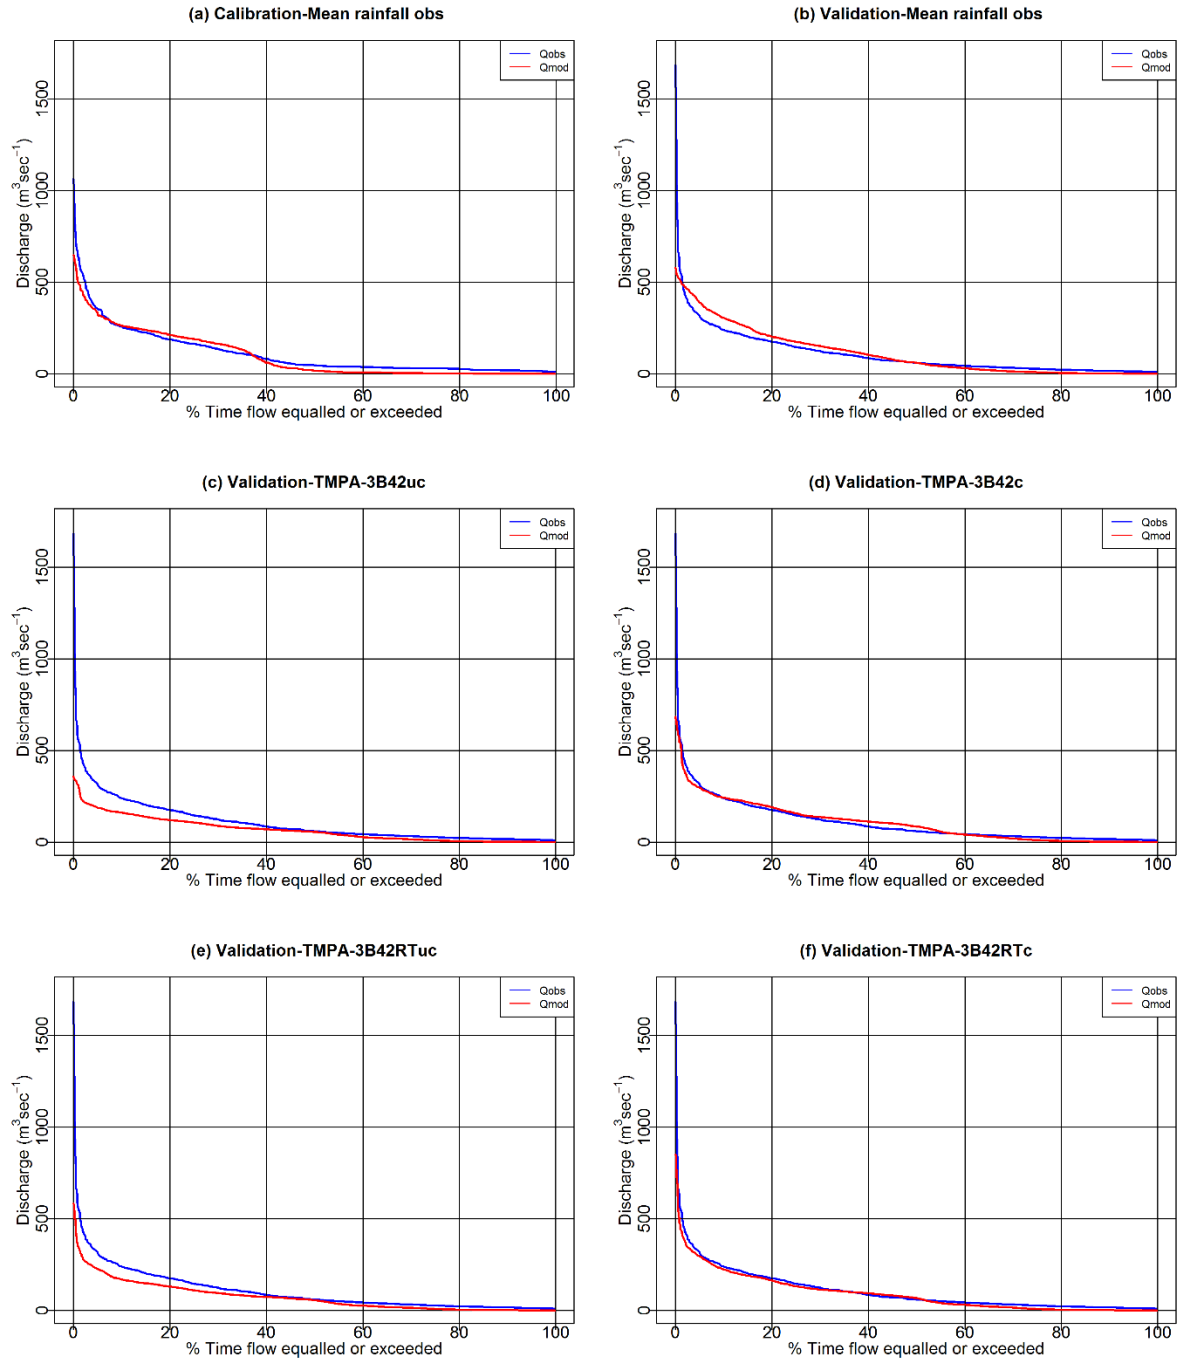 (a) Calibration-Mean rainfall obs
Qobs
Qmod
Discharge (m³sec⁻¹)
1500
1000
500
0
0 20 40 60 80 100
% Time flow equalled or exceeded
(b) Validation-Mean rainfall obs
Qobs
Qmod
Discharge (m³sec⁻¹)
1500
1000
500
0
0 20 40 60 80 100
% Time flow equalled or exceeded
(c) Validation-TMPA-3B42uc
Qobs
Qmod
Discharge (m³sec⁻¹)
1500
1000
500
0
0 20 40 60 80 100
% Time flow equalled or exceeded
(d) Validation-TMPA-3B42c
Qobs
Qmod
Discharge (m³sec⁻¹)
1500
1000
500
0
0 20 40 60 80 100
% Time flow equalled or exceeded
(e) Validation-TMPA-3B42RTuc
Qobs
Qmod
Discharge (m³sec⁻¹)
1500
1000
500
0
0 20 40 60 80 100
% Time flow equalled or exceeded
(f) Validation-TMPA-3B42RTc
Qobs
Qmod
Discharge (m³sec⁻¹)
1500
1000
500
0
0 20 40 60 80 100
% Time flow equalled or exceeded